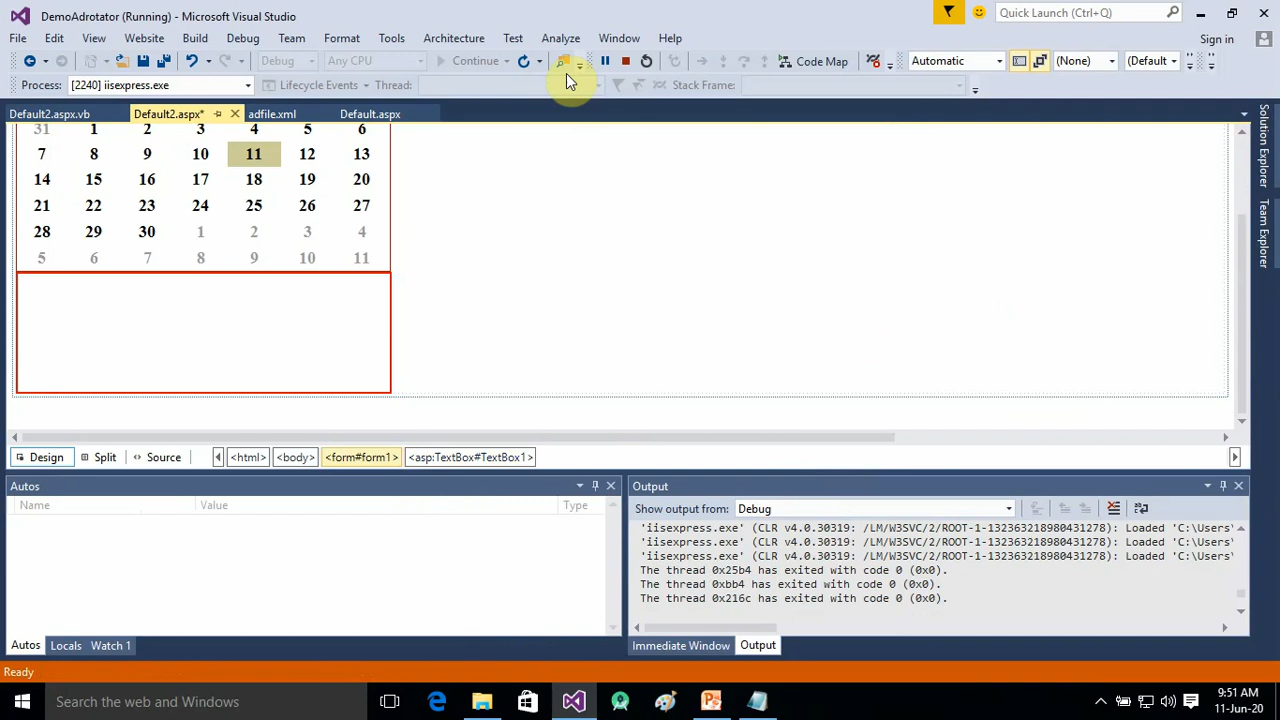 DemoAdrotator (Running) - Microsoft Visual Studio
Quick Launch (Ctrl+Q)
File Edit View Website Build Debug Team Format Tools Architecture Test Analyze Window Help
Sign in
Debug Any CPU Continue Code Map Automatic (None) (Default
Process: [2240] iisexpress.exe Lifecycle Events Thread: Stack Frame:
Default2.aspx.vb Default2.aspx* adfile.xml Default.aspx
31 1 2 3 4 5 6
7 8 9 10 11 12 13
14 15 16 17 18 19 20
21 22 23 24 25 26 27
28 29 30 1 2 3 4
5 6 7 8 9 10 11
Solution Explorer
Team Explorer
Design Split Source <html> <body> <form#form1> <asp:TextBox#TextBox1>
Autos
Name Value Type
Output
Show output from: Debug
'iisexpress.exe' (CLR v4.0.30319: /LM/W3SVC/2/ROOT-1-132363218980431278): Loaded 'C:\Users\
'iisexpress.exe' (CLR v4.0.30319: /LM/W3SVC/2/ROOT-1-132363218980431278): Loaded 'C:\Users\
'iisexpress.exe' (CLR v4.0.30319: /LM/W3SVC/2/ROOT-1-132363218980431278): Loaded 'C:\Users\
The thread 0x25b4 has exited with code 0 (0x0).
The thread 0xbb4 has exited with code 0 (0x0).
The thread 0x216c has exited with code 0 (0x0).
Autos Locals Watch 1
Immediate Window Output
Ready
Search the web and Windows
9:51 AM
11-Jun-20